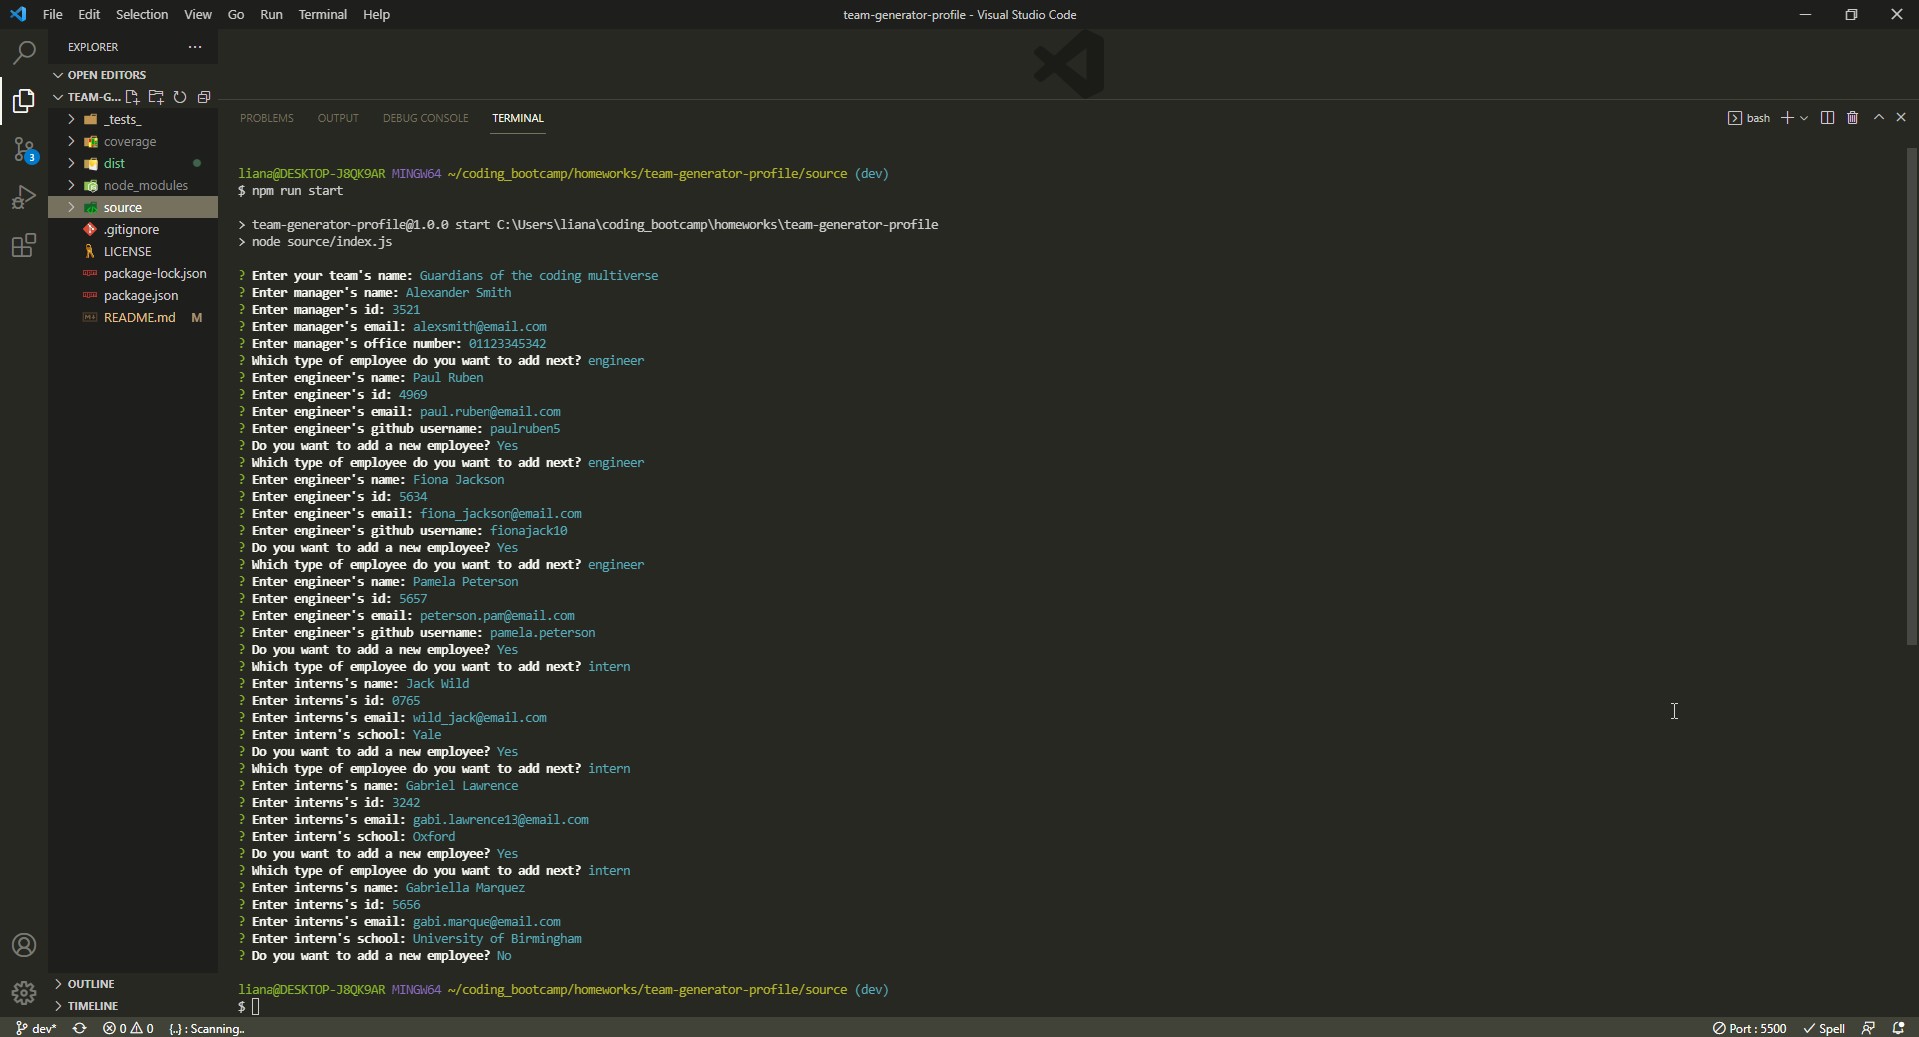 File Edit Selection View Go Run Terminal Help
team-generator-profile - Visual Studio Code
EXPLORER
OPEN EDITORS
TEAM-G...
_tests_
coverage
dist
node_modules
source
.gitignore
LICENSE
package-lock.json
package.json
README.md M
OUTLINE
TIMELINE
3
PROBLEMS OUTPUT DEBUG CONSOLE TERMINAL
bash
liana@DESKTOP-J8QK9AR MINGW64 ~/coding_bootcamp/homeworks/team-generator-profile/source (dev)
$ npm run start
> team-generator-profile@1.0.0 start C:\Users\liana\coding_bootcamp\homeworks\team-generator-profile
> node source/index.js
? Enter your team's name: Guardians of the coding multiverse
? Enter manager's name: Alexander Smith
? Enter manager's id: 3521
? Enter manager's email: alexsmith@email.com
? Enter manager's office number: 01123345342
? Which type of employee do you want to add next? engineer
? Enter engineer's name: Paul Ruben
? Enter engineer's id: 4969
? Enter engineer's email: paul.ruben@email.com
? Enter engineer's github username: paulruben5
? Do you want to add a new employee? Yes
? Which type of employee do you want to add next? engineer
? Enter engineer's name: Fiona Jackson
? Enter engineer's id: 5634
? Enter engineer's email: fiona_jackson@email.com
? Enter engineer's github username: fionajack10
? Do you want to add a new employee? Yes
? Which type of employee do you want to add next? engineer
? Enter engineer's name: Pamela Peterson
? Enter engineer's id: 5657
? Enter engineer's email: peterson.pam@email.com
? Enter engineer's github username: pamela.peterson
? Do you want to add a new employee? Yes
? Which type of employee do you want to add next? intern
? Enter interns's name: Jack Wild
? Enter interns's id: 0765
? Enter interns's email: wild_jack@email.com
? Enter intern's school: Yale
? Do you want to add a new employee? Yes
? Which type of employee do you want to add next? intern
? Enter interns's name: Gabriel Lawrence
? Enter interns's id: 3242
? Enter interns's email: gabi.lawrence13@email.com
? Enter intern's school: Oxford
? Do you want to add a new employee? Yes
? Which type of employee do you want to add next? intern
? Enter interns's name: Gabriella Marquez
? Enter interns's id: 5656
? Enter interns's email: gabi.marque@email.com
? Enter intern's school: University of Birmingham
? Do you want to add a new employee? No
liana@DESKTOP-J8QK9AR MINGW64 ~/coding_bootcamp/homeworks/team-generator-profile/source (dev)
$
dev* 0 0 {..} : Scanning..
Port : 5500 Spell